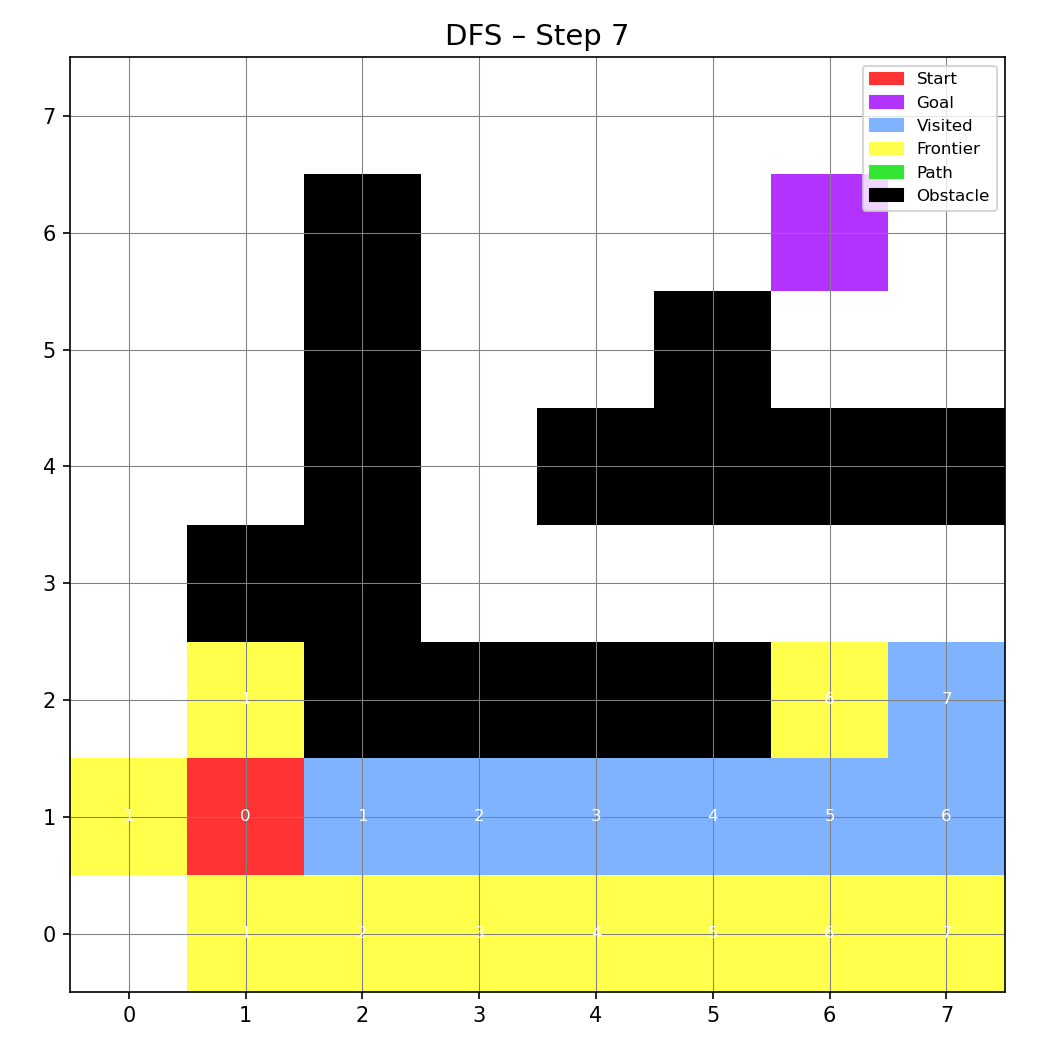 DFS – Step 7
Start
Goal
Visited
Frontier
Path
Obstacle
7
6
5
4
3
2 1 6 7
1 1 0 1 2 3 4 5 6
0 1 2 3 4 5 6 7
0 1 2 3 4 5 6 7